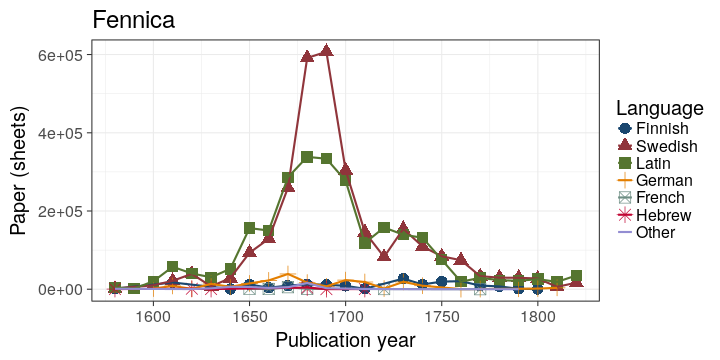 Fennica
6e+05
4e+05
2e+05
0e+00
Paper (sheets)
1600
1650
1700
1750
1800
Publication year
Language
Finnish
Swedish
Latin
German
French
Hebrew
Other